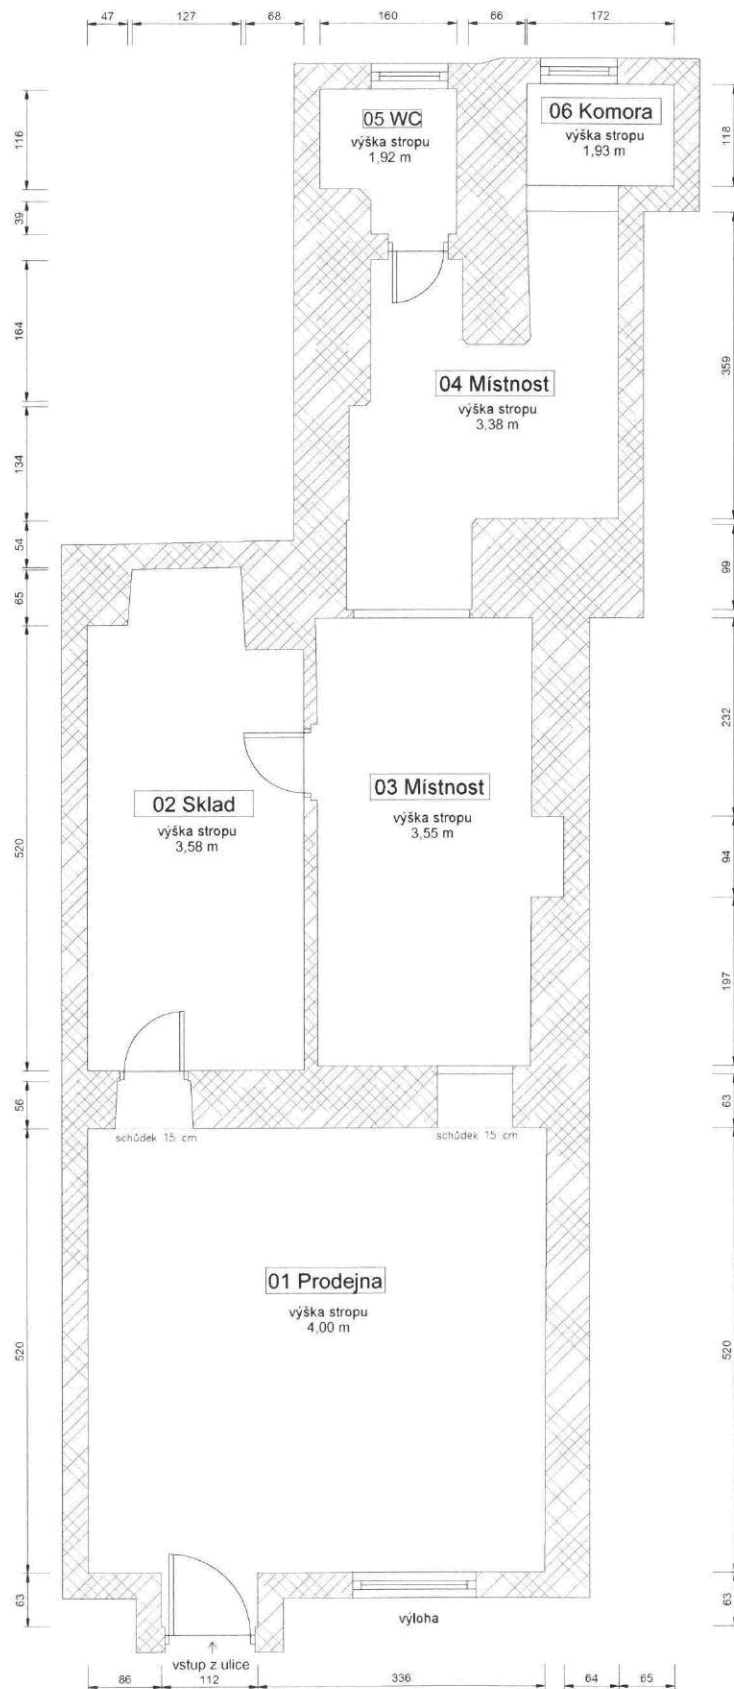 47 127 68 160 66 172
05 WC
výška stropu
1,92 m
06 Komora
výška stropu
1,93 m
116
39
164
134
54
65
520
56
520
63
118
359
99
232
94
197
63
520
63
04 Místnost
výška stropu
3,38 m
03 Místnost
výška stropu
3,55 m
02 Sklad
výška stropu
3,58 m
schůdek 15 cm
schůdek 15 cm
01 Prodejna
výška stropu
4,00 m
výloha
vstup z ulice
86 112 336 64 65